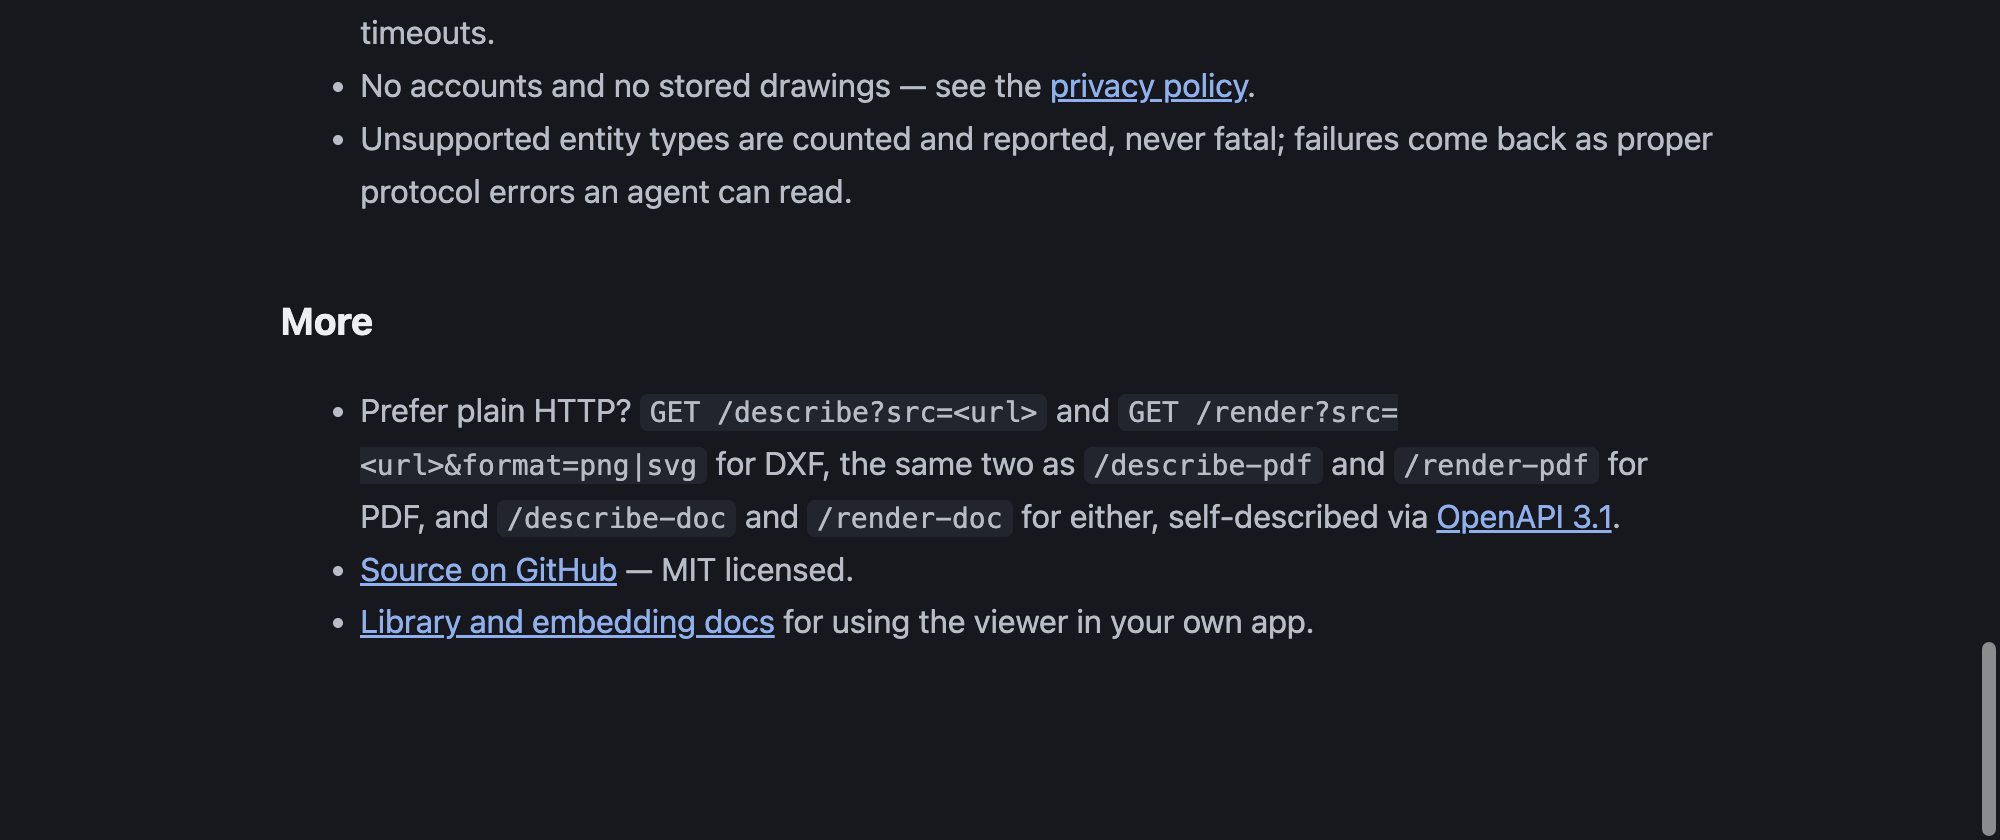 timeouts.
• No accounts and no stored drawings — see the privacy policy.
• Unsupported entity types are counted and reported, never fatal; failures come back as proper
protocol errors an agent can read.
More
• Prefer plain HTTP? GET /describe?src=<url> and GET /render?src=
<url>&format=png|svg for DXF, the same two as /describe-pdf and /render-pdf for
PDF, and /describe-doc and /render-doc for either, self-described via OpenAPI 3.1.
• Source on GitHub — MIT licensed.
• Library and embedding docs for using the viewer in your own app.